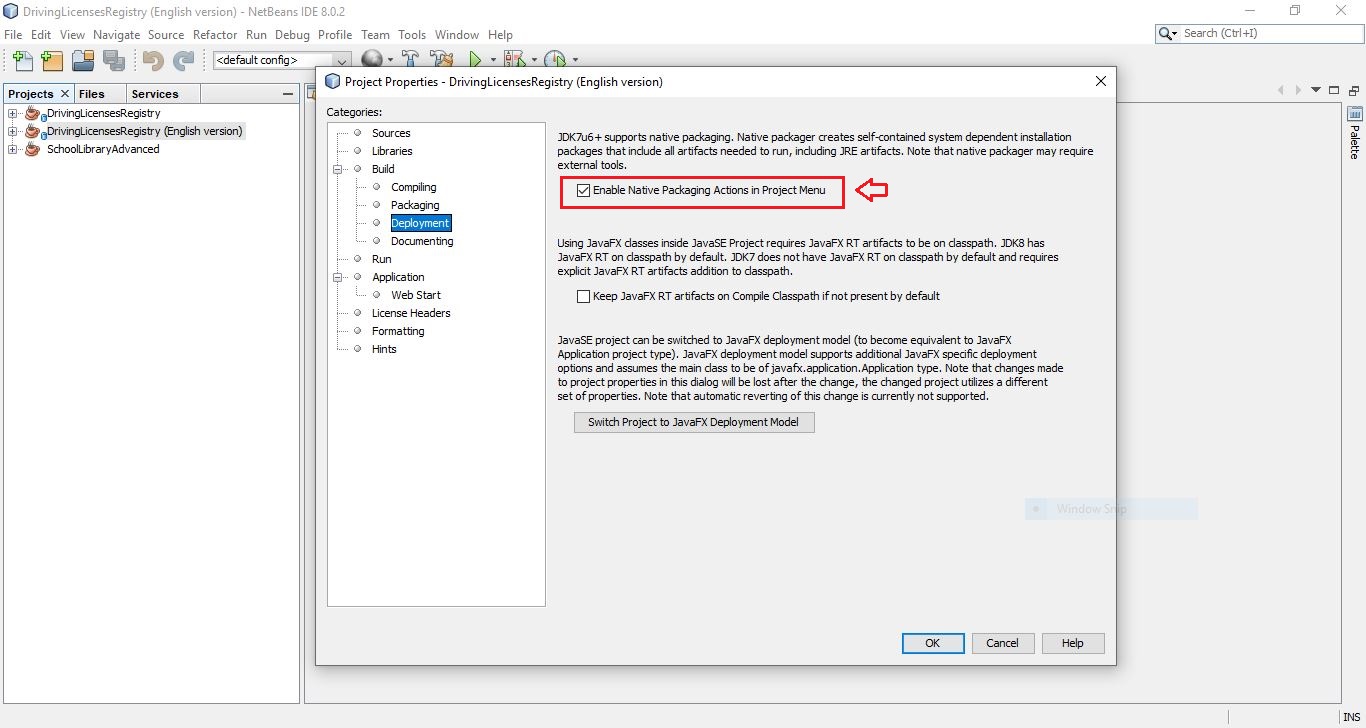 DrivingLicensesRegistry (English version) - NetBeans IDE 8.0.2
File Edit View Navigate Source Refactor Run Debug Profile Team Tools Window Help
Search (Ctrl+I)
<default config>
Projects Files Services
DrivingLicensesRegistry
DrivingLicensesRegistry (English version)
SchoolLibraryAdvanced
Project Properties - DrivingLicensesRegistry (English version)
Categories:
Sources
Libraries
Build
Compiling
Packaging
Deployment
Documenting
Run
Application
Web Start
License Headers
Formatting
Hints
JDK7u6+ supports native packaging. Native packager creates self-contained system dependent installation
packages that include all artifacts needed to run, including JRE artifacts. Note that native packager may require
external tools.
Enable Native Packaging Actions in Project Menu
Using JavaFX classes inside JavaSE Project requires JavaFX RT artifacts to be on classpath. JDK8 has
JavaFX RT on classpath by default. JDK7 does not have JavaFX RT on classpath by default and requires
explicit JavaFX RT artifacts addition to classpath.
Keep JavaFX RT artifacts on Compile Classpath if not present by default
JavaSE project can be switched to JavaFX deployment model (to become equivalent to JavaFX
Application project type). JavaFX deployment model supports additional JavaFX specific deployment
options and assumes the main class to be of javafx.application.Application type. Note that changes made
to project properties in this dialog will be lost after the change, the changed project utilizes a different
set of properties. Note that automatic reverting of this change is currently not supported.
Switch Project to JavaFX Deployment Model
Window Snip
OK Cancel Help
Palette
INS